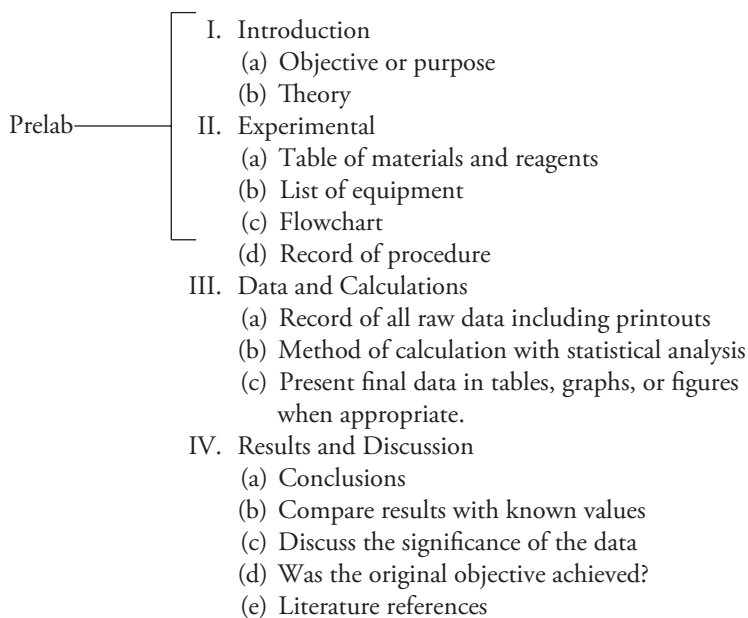 I. Introduction
(a) Objective or purpose
(b) Theory
Prelab
II. Experimental
(a) Table of materials and reagents
(b) List of equipment
(c) Flowchart
(d) Record of procedure
III. Data and Calculations
(a) Record of all raw data including printouts
(b) Method of calculation with statistical analysis
(c) Present final data in tables, graphs, or figures
when appropriate.
IV. Results and Discussion
(a) Conclusions
(b) Compare results with known values
(c) Discuss the significance of the data
(d) Was the original objective achieved?
(e) Literature references